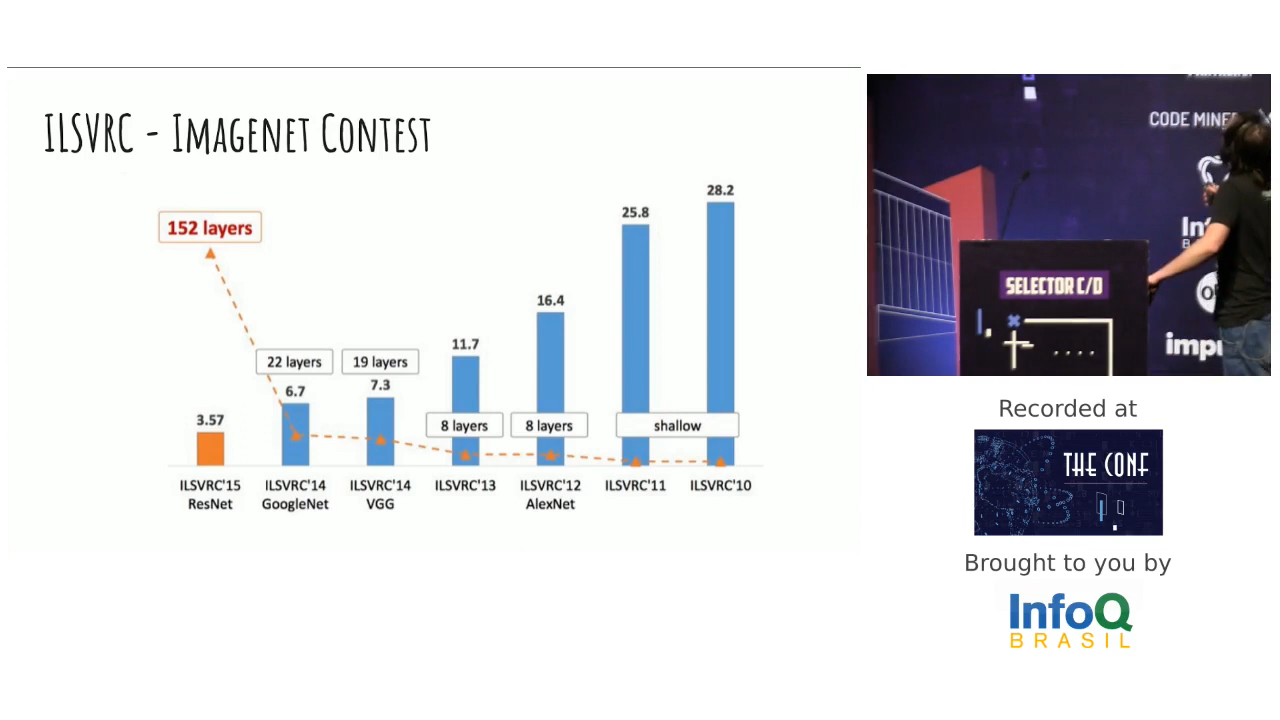 ILSVRC - Imagenet Contest
152 layers
22 layers
19 layers
8 layers
8 layers
shallow
3.57
6.7
7.3
11.7
16.4
25.8
28.2
ILSVRC'15
ResNet
ILSVRC'14
GoogleNet
ILSVRC'14
VGG
ILSVRC'13
ILSVRC'12
AlexNet
ILSVRC'11
ILSVRC'10
CODE MINE
SELECTOR C/D
Recorded at
THE CONF
Brought to you by
InfoQ
BRASIL